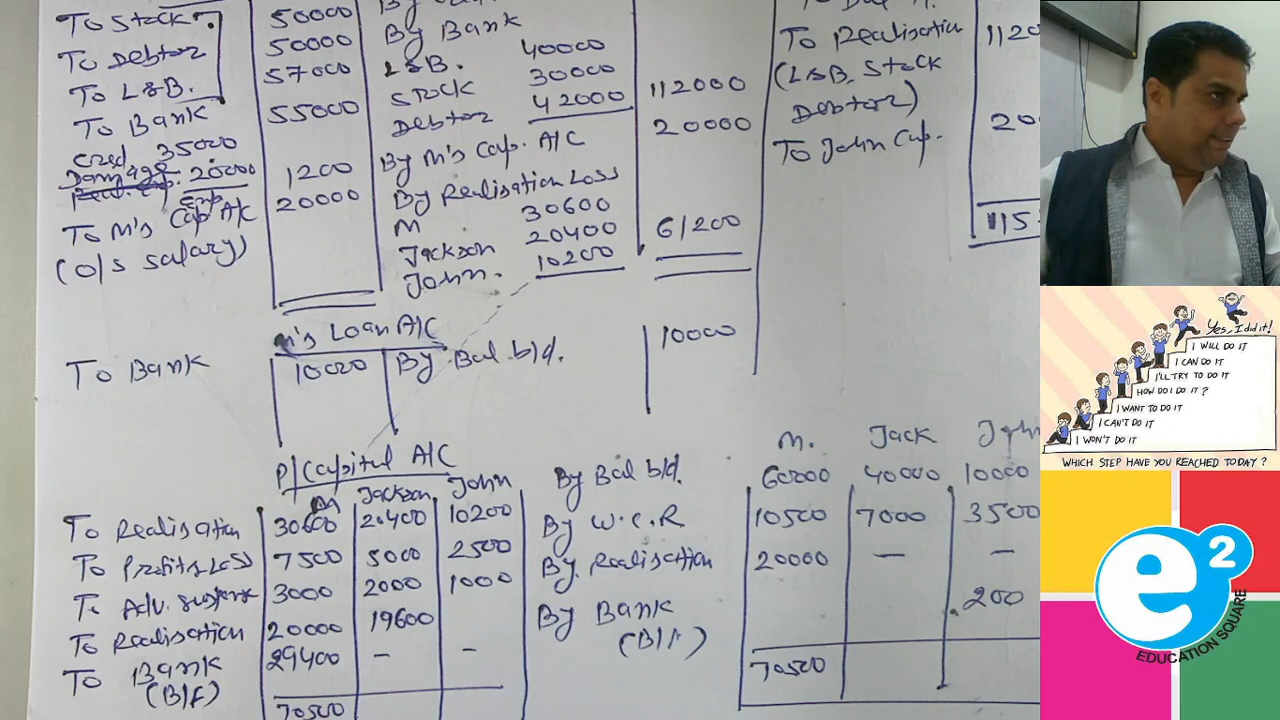 To Stock 50000
To Debtor 50000
To L&B. 57000
To Bank 55000
cred 35000
20000
1200
To M's Cap A/C 20000
(O/s salary)
By Bank
L&B. 40000
Stock 30000
Debtor 42000 112000
By M's Cap. A/C 20000
By Realisation Loss
M 30600
Jackson 20400 61200
John. 10200
To Realisation 1120
(L&B, Stock
Debtor)
To John Cap. 20
115
M's Loan A/C
To Bank 10000 By Bal b/d. 10000
P/Capital A/C
M Jackson John
To Realisation 30600 20400 10200
To Profit & Loss 7500 5000 2500
To Adv. suspense 3000 2000 1000
To Realisation 20000 19600
To Bank 29400 - -
(B/F)
70500
M. Jack John
By Bal b/d. 60000 40000 10000
By W.C.R 10500 7000 3500
By Realisation 20000 - -
By Bank 200
(B/F)
70500
Yes, I did it!
I WILL DO IT
I CAN DO IT
I'LL TRY TO DO IT
HOW DO I DO IT?
I WANT TO DO IT
I CAN'T DO IT
I WON'T DO IT
WHICH STEP HAVE YOU REACHED TODAY?
e2
EDUCATION SQUARE